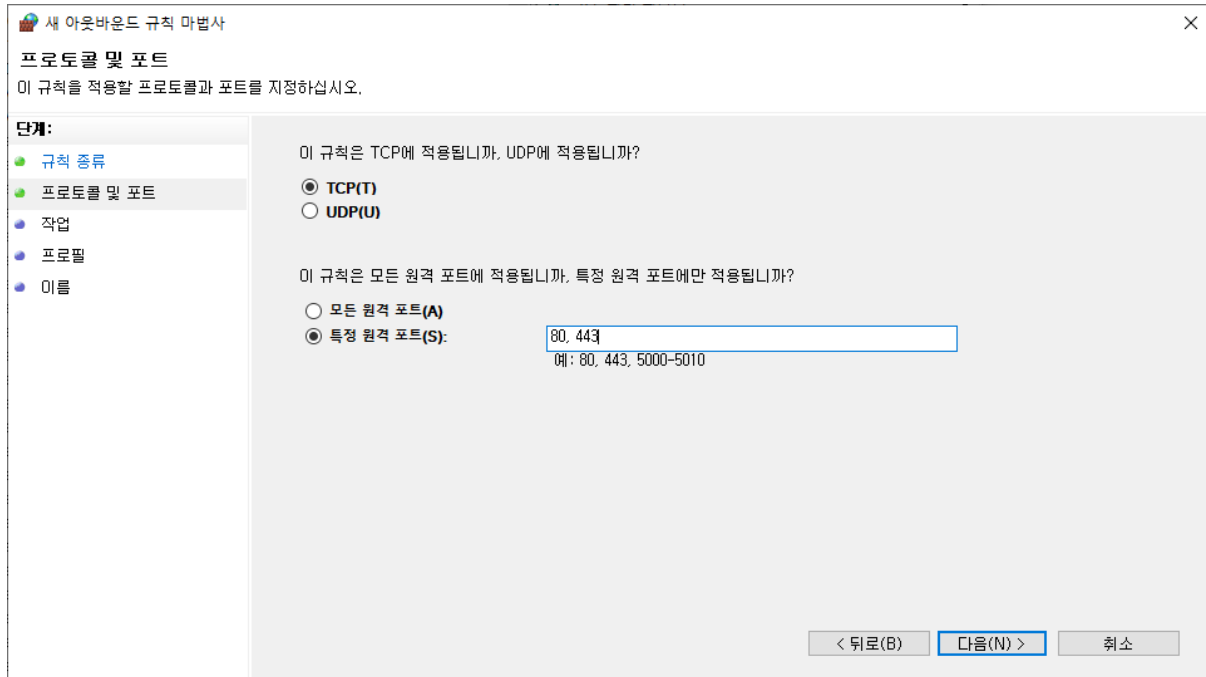 새 아웃바운드 규칙 마법사
프로토콜 및 포트
이 규칙을 적용할 프로토콜과 포트를 지정하십시오.
단계:
규칙 종류
프로토콜 및 포트
작업
프로필
이름
이 규칙은 TCP에 적용됩니까, UDP에 적용됩니까?
TCP(T)
UDP(U)
이 규칙은 모든 원격 포트에 적용됩니까, 특정 원격 포트에만 적용됩니까?
모든 원격 포트(A)
특정 원격 포트(S):
80, 443
예: 80, 443, 5000-5010
< 뒤로(B)
다음(N) >
취소